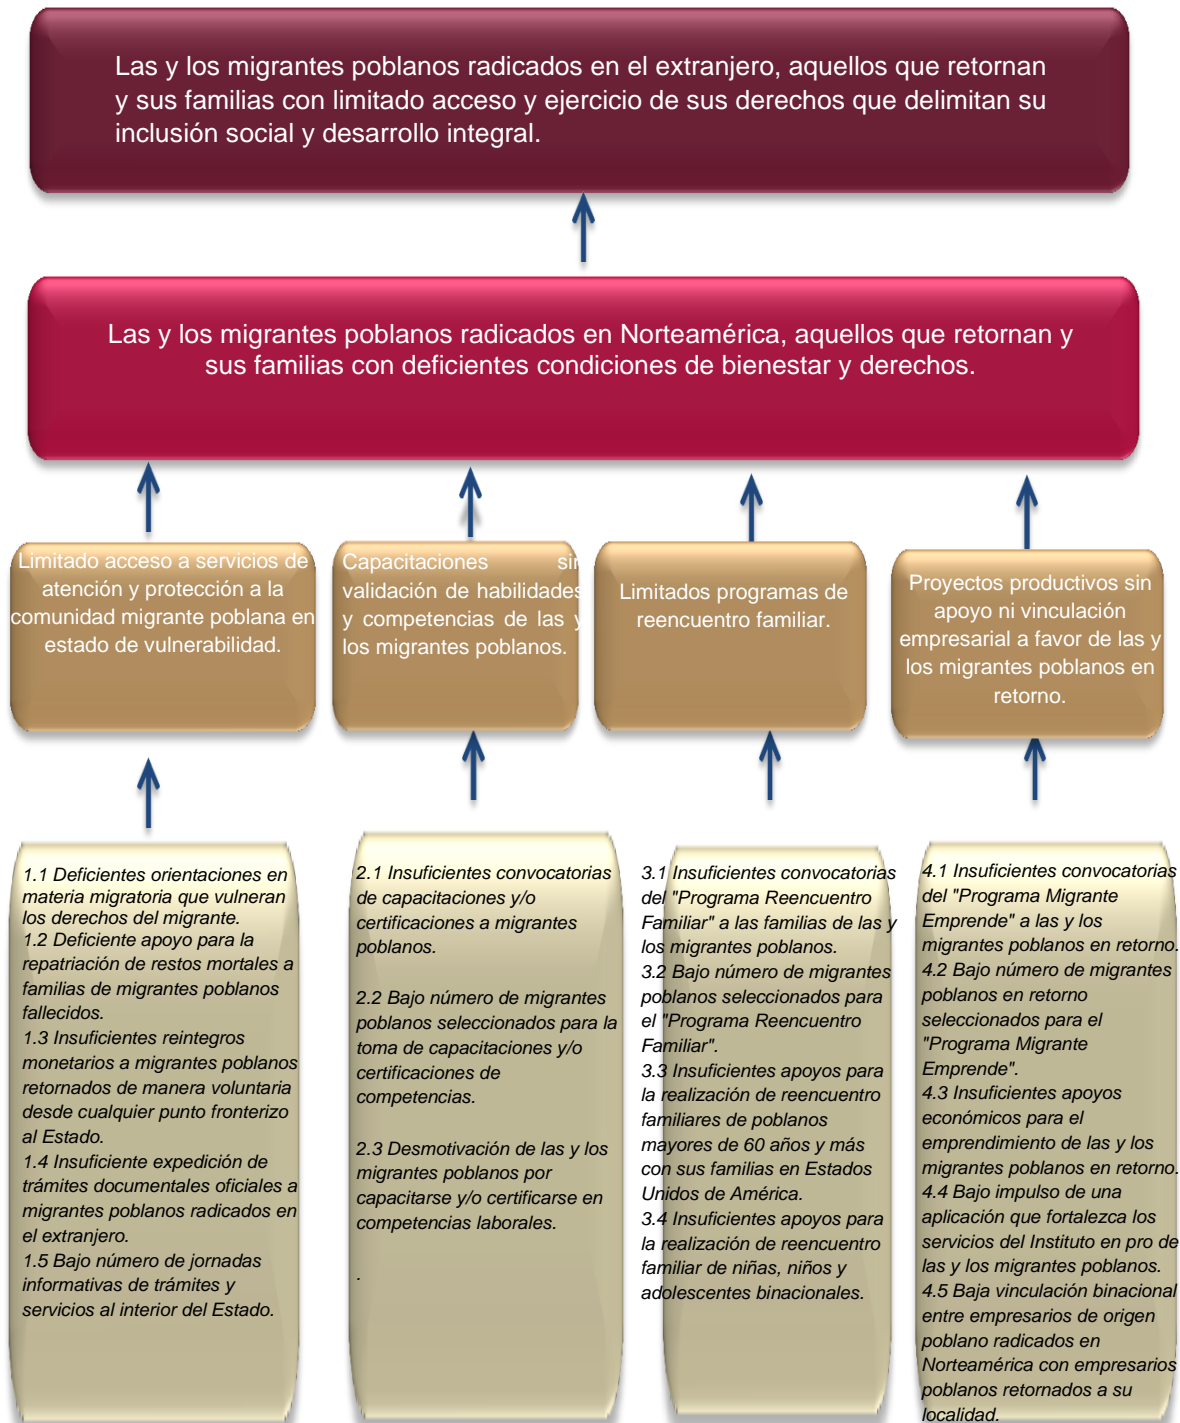 Las y los migrantes poblanos radicados en el extranjero, aquellos que retornan
y sus familias con limitado acceso y ejercicio de sus derechos que delimitan su
inclusión social y desarrollo integral.
Las y los migrantes poblanos radicados en Norteamérica, aquellos que retornan y
sus familias con deficientes condiciones de bienestar y derechos.
Limitado acceso a servicios de
atención y protección a la
comunidad migrante poblana en
estado de vulnerabilidad.
Capacitaciones sin
validación de habilidades
y competencias de las y
los migrantes poblanos.
Limitados programas de
reencuentro familiar.
Proyectos productivos sin
apoyo ni vinculación
empresarial a favor de las y
los migrantes poblanos en
retorno.
1.1 Deficientes orientaciones en
materia migratoria que vulneran
los derechos del migrante.
1.2 Deficiente apoyo para la
repatriación de restos mortales a
familias de migrantes poblanos
fallecidos.
1.3 Insuficientes reintegros
monetarios a migrantes poblanos
retornados de manera voluntaria
desde cualquier punto fronterizo
al Estado.
1.4 Insuficiente expedición de
trámites documentales oficiales a
migrantes poblanos radicados en
el extranjero.
1.5 Bajo número de jornadas
informativas de trámites y
servicios al interior del Estado.
2.1 Insuficientes convocatorias
de capacitaciones y/o
certificaciones a migrantes
poblanos.
2.2 Bajo número de migrantes
poblanos seleccionados para la
toma de capacitaciones y/o
certificaciones de
competencias.
2.3 Desmotivación de las y los
migrantes poblanos por
capacitarse y/o certificarse en
competencias laborales.
.
3.1 Insuficientes convocatorias
del "Programa Reencuentro
Familiar" a las familias de las y
los migrantes poblanos.
3.2 Bajo número de migrantes
poblanos seleccionados para
el "Programa Reencuentro
Familiar".
3.3 Insuficientes apoyos para
la realización de reencuentro
familiares de poblanos
mayores de 60 años y más
con sus familias en Estados
Unidos de América.
3.4 Insuficientes apoyos para
la realización de reencuentro
familiar de niñas, niños y
adolescentes binacionales.
4.1 Insuficientes convocatorias
del "Programa Migrante
Emprende" a las y los
migrantes poblanos en retorno.
4.2 Bajo número de migrantes
poblanos en retorno
seleccionados para el
"Programa Migrante
Emprende".
4.3 Insuficientes apoyos
económicos para el
emprendimiento de las y los
migrantes poblanos en retorno.
4.4 Bajo impulso de una
aplicación que fortalezca los
servicios del Instituto en pro de
las y los migrantes poblanos.
4.5 Baja vinculación binacional
entre empresarios de origen
poblano radicados en
Norteamérica con empresarios
poblanos retornados a su
localidad.